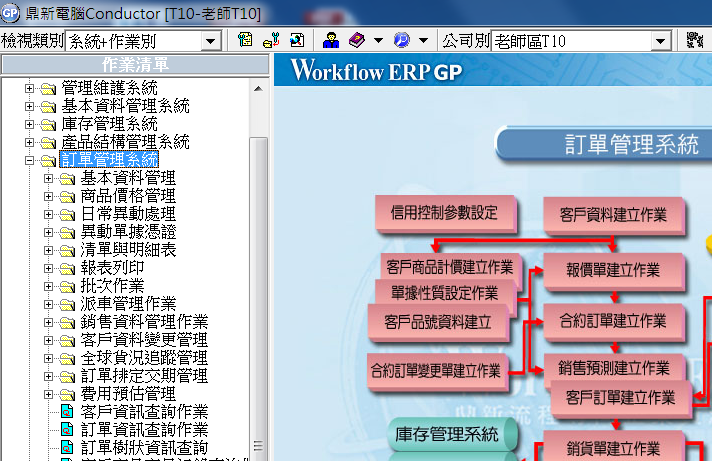 鼎新電腦Conductor [T10-老師T10]
檢視類別 系統+作業別 公司別 老師區T10
作業清單
管理維護系統
基本資料管理系統
庫存管理系統
產品結構管理系統
訂單管理系統
基本資料管理
商品價格管理
日常異動處理
異動單據憑證
清單與明細表
報表列印
批次作業
派車管理作業
銷售資料管理作業
客戶資料變更管理
全球貨況追蹤管理
訂單排定交期管理
費用預估管理
客戶資訊查詢作業
訂單資訊查詢作業
訂單樹狀資訊查詢
Workflow ERP GP
訂單管理系統
信用控制參數設定
客戶資料建立作業
客戶商品計價建立作業
報價單建立作業
單據性質設定作業
客戶品號資料建立
合約訂單建立作業
合約訂單變更單建立作業
銷售預測建立作業
客戶訂單建立作業
庫存管理系統
銷貨單建立作業